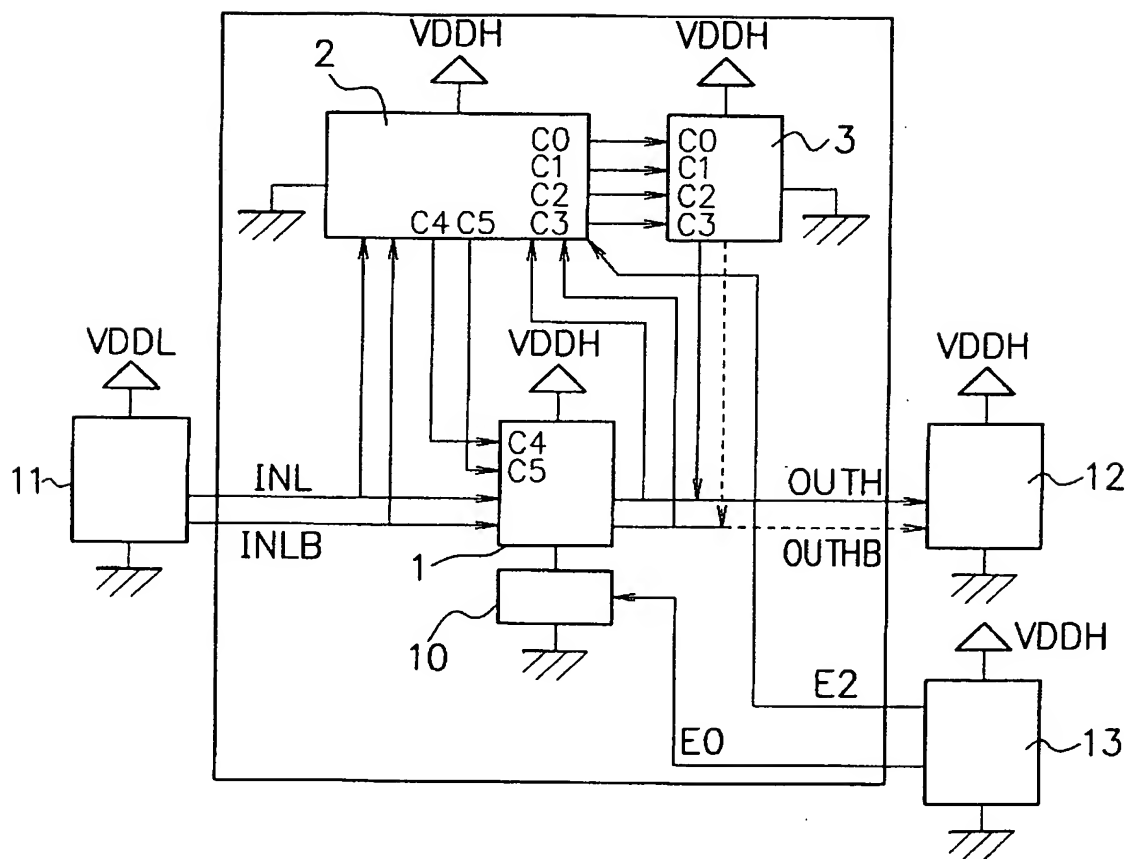 VDDH VDDH
2
C0 C0 3
C1 C1
C2 C2
C4 C5 C3 C3
VDDL VDDH VDDH
C4
C5
11 INL OUTH 12
INLB 1 OUTHB
10 VDDH
E2
E0 13